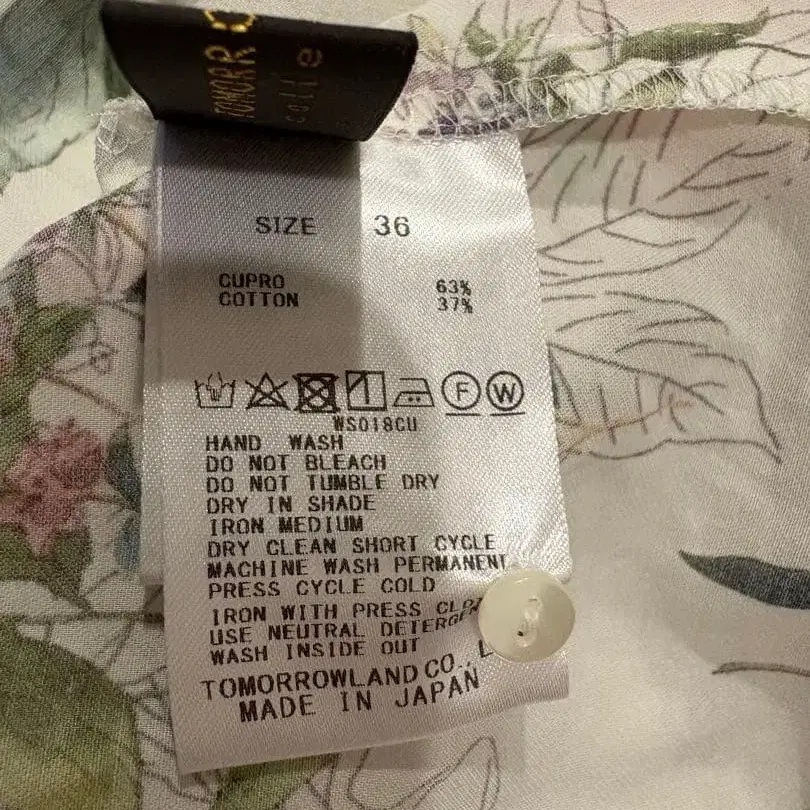 TOMORR
colle
SIZE 36
CUPRO 63%
COTTON 37%
F W
WS018CU
HAND WASH
DO NOT BLEACH
DO NOT TUMBLE DRY
DRY IN SHADE
IRON MEDIUM
DRY CLEAN SHORT CYCLE
MACHINE WASH PERMANENT
PRESS CYCLE COLD
IRON WITH PRESS
USE NEUTRAL
WASH INSIDE OUT
TOMORROWLAND CO.,
MADE IN JAPAN